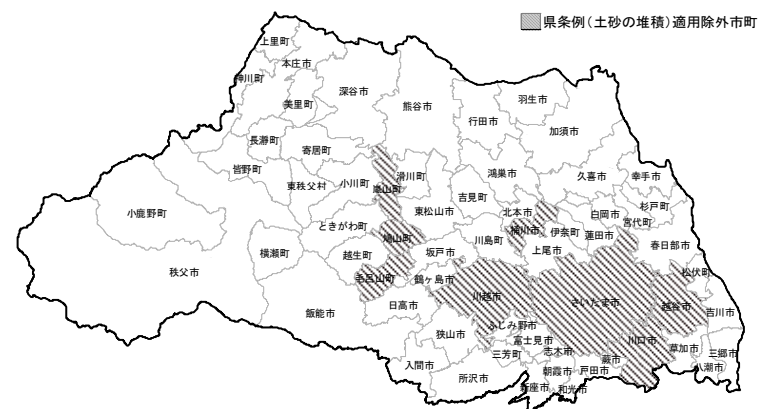 県条例（土砂の堆積）適用除外市町
上里町
本庄市
神川町
美里町
深谷市
熊谷市
行田市
羽生市
加須市
長瀞町
寄居町
皆野町
東秩父村
小川町
嵐山町
滑川町
吉見町
鴻巣市
久喜市
幸手市
小鹿野町
ときがわ町
東松山市
北本市
桶川市
伊奈町
白岡市
蓮田市
宮代町
杉戸町
秩父市
横瀬町
越生町
鳩山町
坂戸市
川島町
上尾市
春日部市
毛呂山町
鶴ヶ島市
川越市
さいたま市
松伏町
越谷市
吉川市
飯能市
日高市
狭山市
ふじみ野市
富士見市
三芳町
志木市
川口市
蕨市
草加市
三郷市
八潮市
入間市
所沢市
朝霞市
戸田市
新座市
和光市